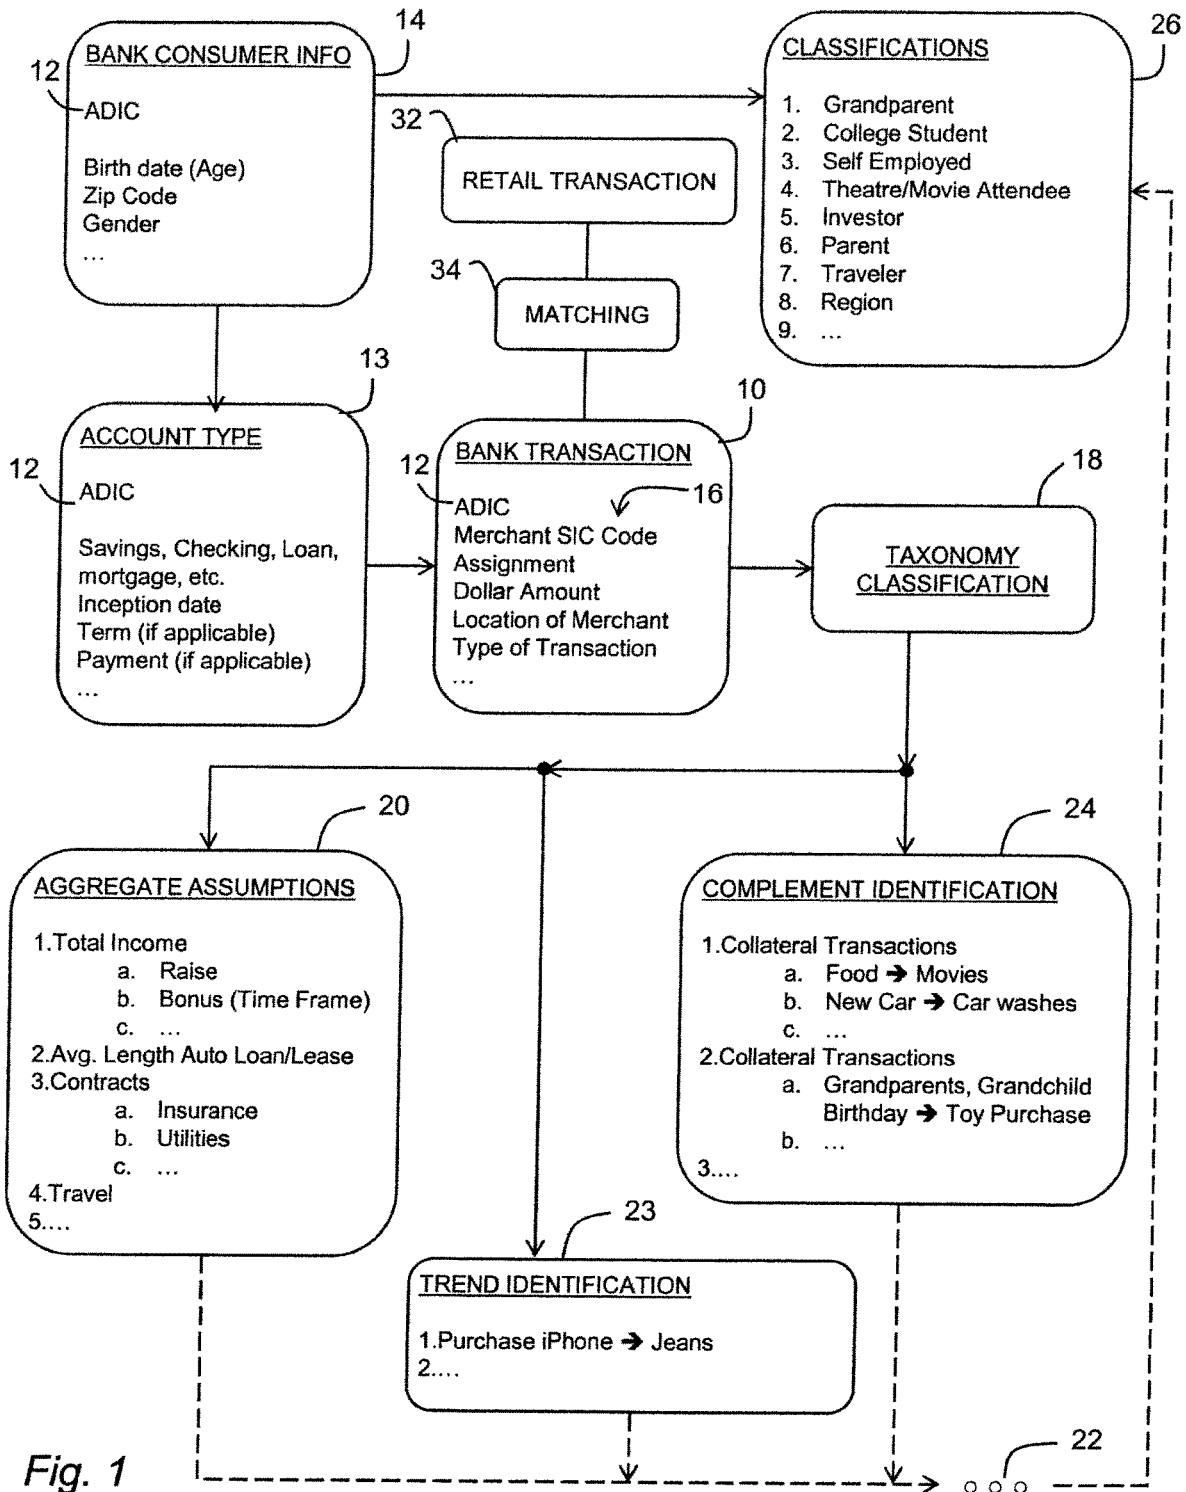 14
BANK CONSUMER INFO
12
ADIC
Birth date (Age)
Zip Code
Gender
...
26
CLASSIFICATIONS
1. Grandparent
2. College Student
3. Self Employed
4. Theatre/Movie Attendee
5. Investor
6. Parent
7. Traveler
8. Region
9. ...
32
RETAIL TRANSACTION
34
MATCHING
13
ACCOUNT TYPE
12
ADIC
Savings, Checking, Loan,
mortgage, etc.
Inception date
Term (if applicable)
Payment (if applicable)
...
10
BANK TRANSACTION
12
16
ADIC
Merchant SIC Code
Assignment
Dollar Amount
Location of Merchant
Type of Transaction
...
18
TAXONOMY
CLASSIFICATION
20
AGGREGATE ASSUMPTIONS
1.Total Income
a. Raise
b. Bonus (Time Frame)
c. ...
2.Avg. Length Auto Loan/Lease
3.Contracts
a. Insurance
b. Utilities
c. ...
4.Travel
5....
24
COMPLEMENT IDENTIFICATION
1.Collateral Transactions
a. Food ➔ Movies
b. New Car ➔ Car washes
c. ...
2.Collateral Transactions
a. Grandparents, Grandchild
Birthday ➔ Toy Purchase
b. ...
3....
23
TREND IDENTIFICATION
1.Purchase iPhone ➔ Jeans
2....
22
Fig. 1